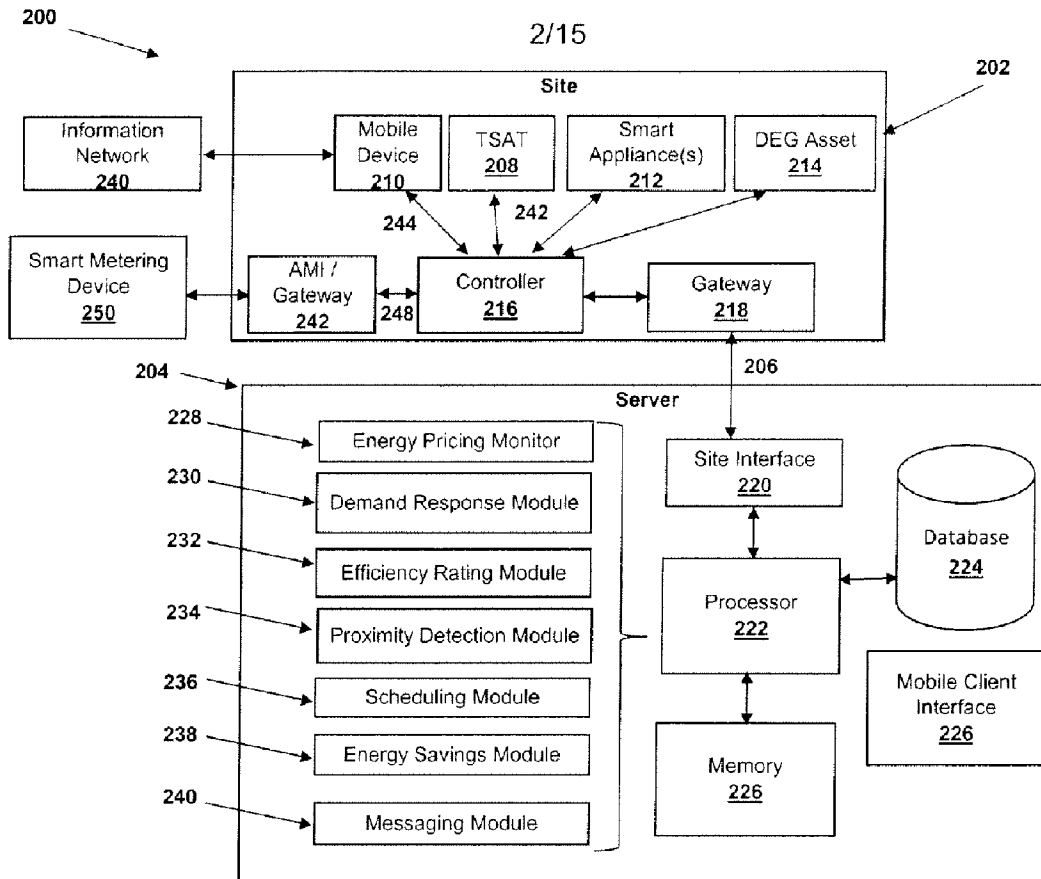 200
2/15
202
Site
Information
Network
240
Mobile
Device
210
TSAT
208
Smart
Appliance(s)
212
DEG Asset
214
244
242
Smart Metering
Device
250
AMI /
Gateway
242
248
Controller
216
Gateway
218
206
204
Server
228
Energy Pricing Monitor
230
Demand Response Module
232
Efficiency Rating Module
234
Proximity Detection Module
236
Scheduling Module
238
Energy Savings Module
240
Messaging Module
Site Interface
220
Processor
222
Memory
226
Database
224
Mobile Client
Interface
226